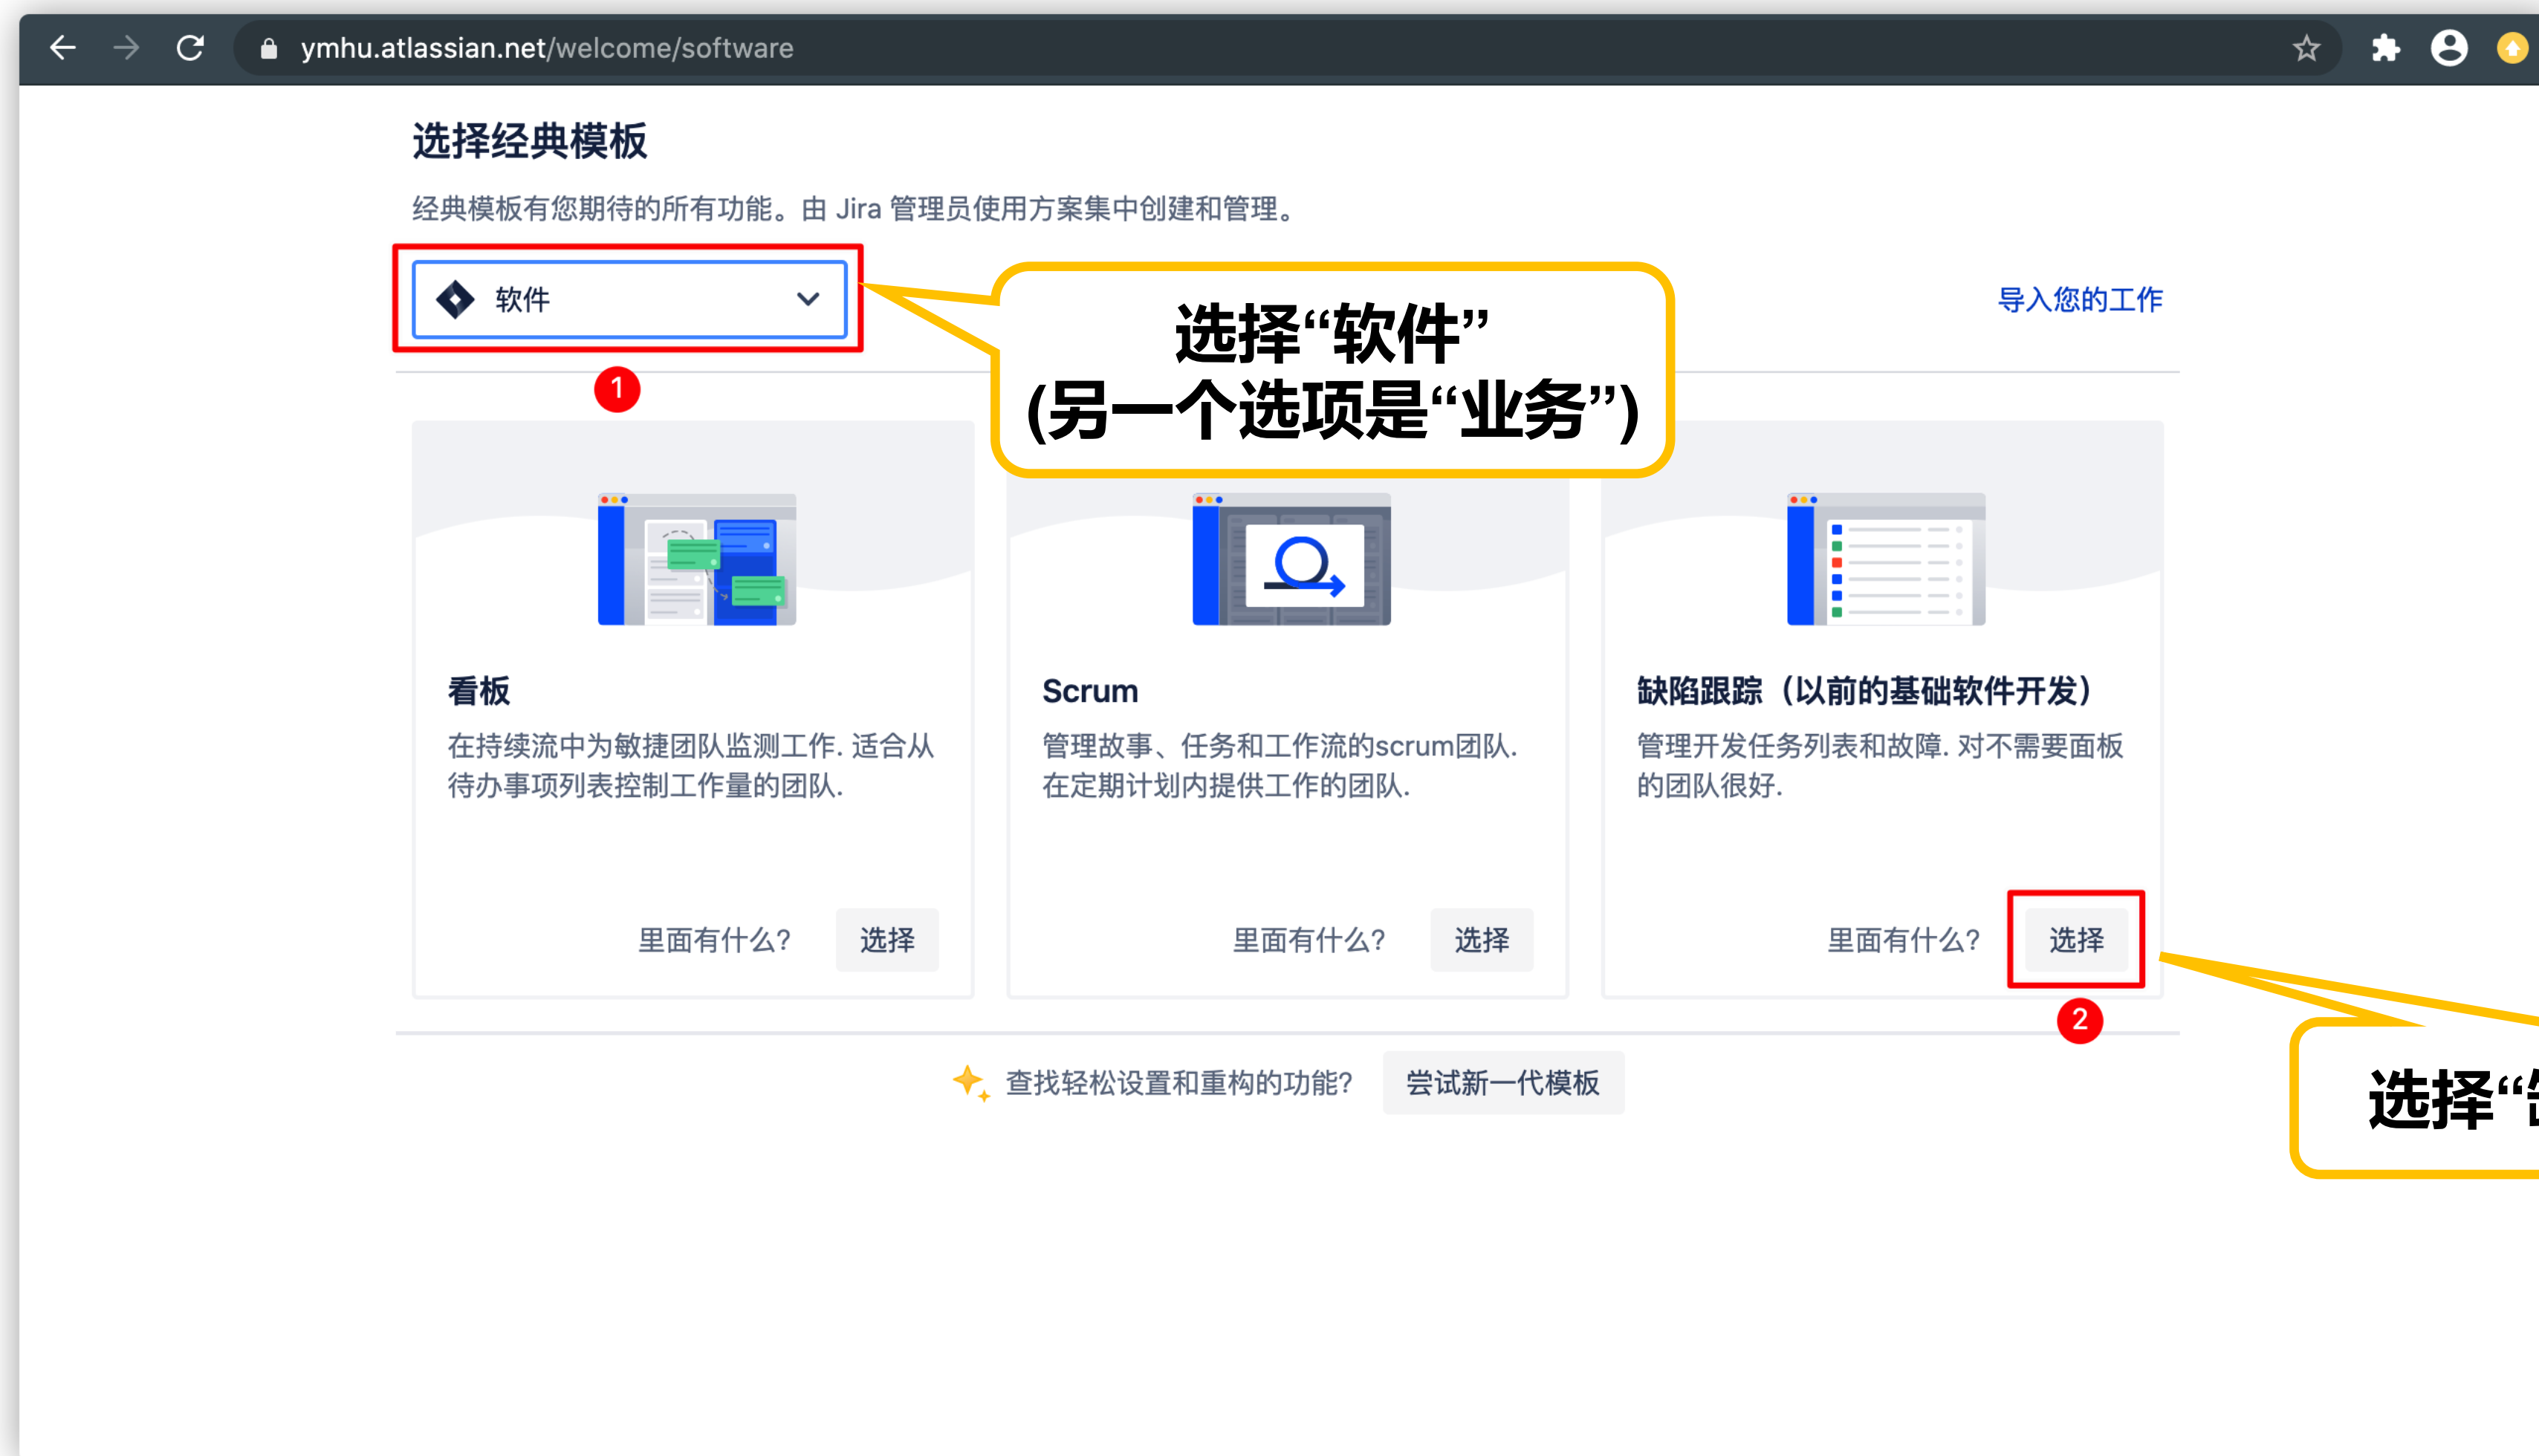 ymhu.atlassian.net/welcome/software
选择经典模板
经典模板有您期待的所有功能。由 Jira 管理员使用方案集中创建和管理。
软件
导入您的工作
1
选择“软件”
(另一个选项是“业务”)
看板
在持续流中为敏捷团队监测工作. 适合从
待办事项列表控制工作量的团队.
里面有什么?
选择
Scrum
管理故事、任务和工作流的scrum团队.
在定期计划内提供工作的团队.
里面有什么?
选择
缺陷跟踪（以前的基础软件开发）
管理开发任务列表和故障. 对不需要面板
的团队很好.
里面有什么?
选择
2
查找轻松设置和重构的功能?
尝试新一代模板
选择“